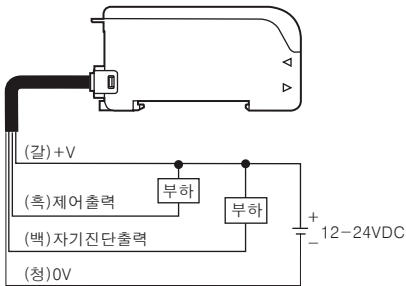 (갈)+V
부하
(흑)제어출력
부하
(백)자기진단출력
+
12-24VDC
−
(청)0V